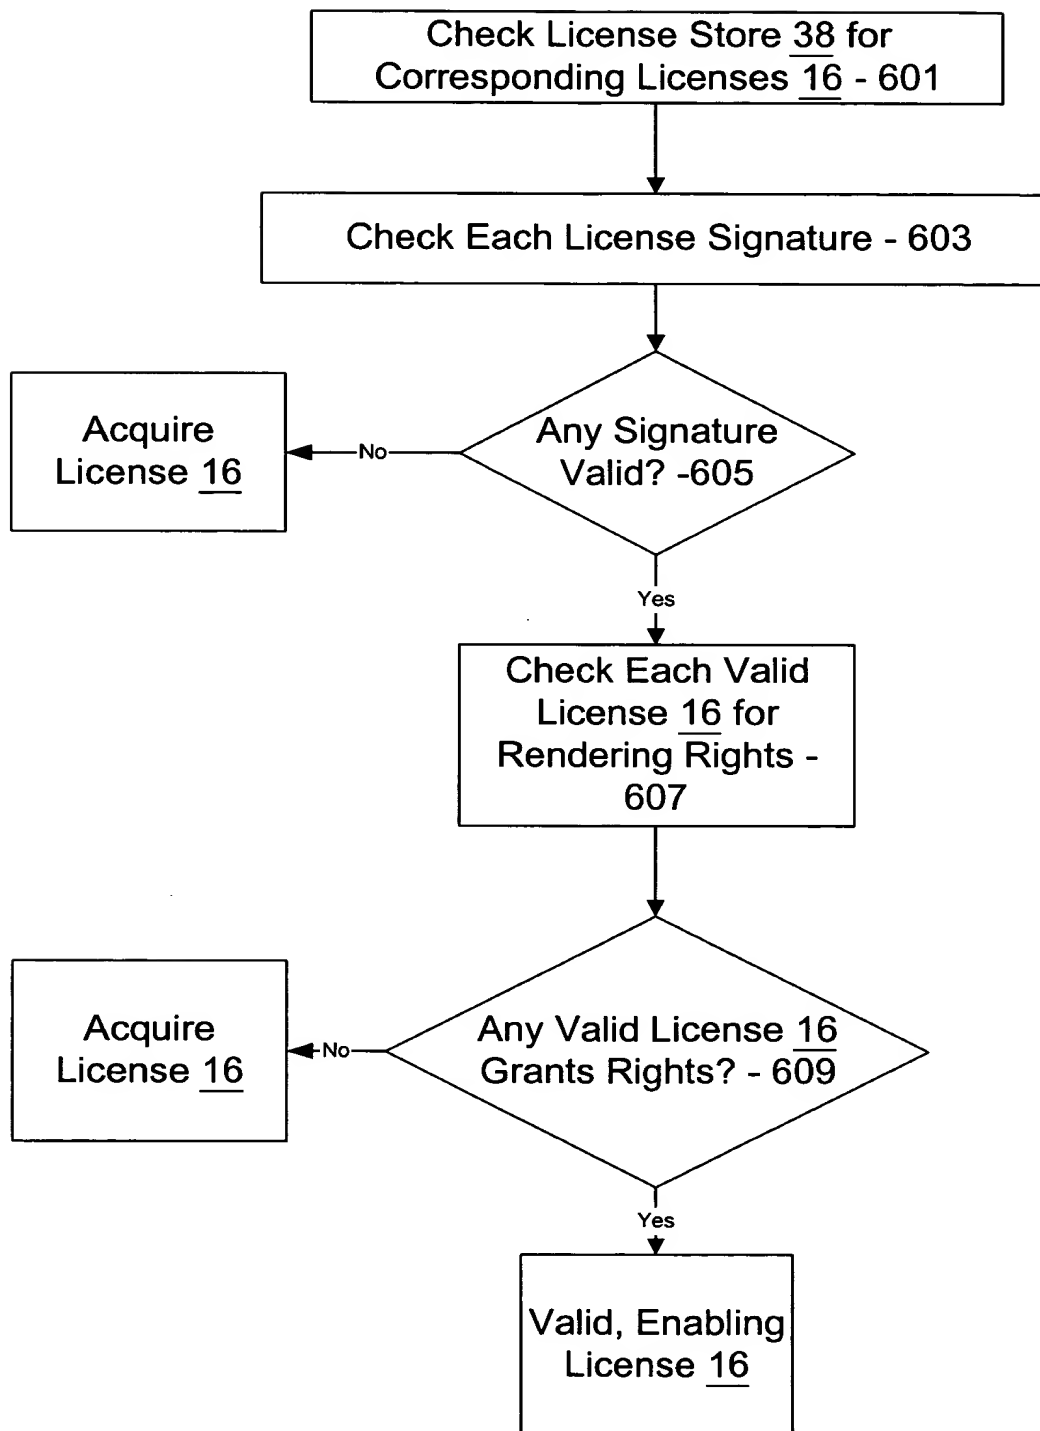 Check License Store 38 for
Corresponding Licenses 16 - 601
Check Each License Signature - 603
Any Signature
Valid? -605
No
Acquire
License 16
Yes
Check Each Valid
License 16 for
Rendering Rights -
607
Any Valid License 16
Grants Rights? - 609
No
Acquire
License 16
Yes
Valid, Enabling
License 16